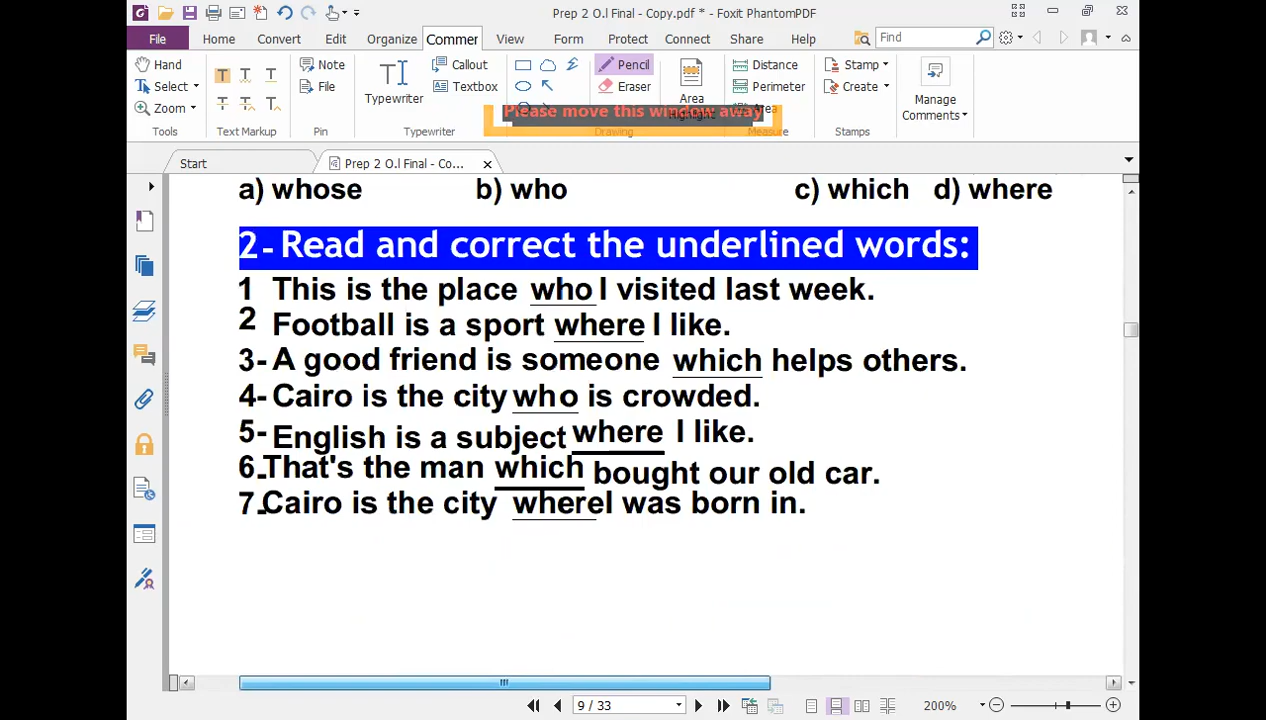 Prep 2 O.l Final - Copy.pdf * - Foxit PhantomPDF
File Home Convert Edit Organize Commer View Form Protect Connect Share Help Find
Hand Note Callout Pencil Distance Stamp
Select File Typewriter Textbox Eraser Area Perimeter Create Manage Comments
Zoom Please move this window away
Tools Text Markup Pin Typewriter Drawing Measure Stamps
Start Prep 2 O.l Final - Co...
a) whose b) who c) which d) where
2- Read and correct the underlined words:
1 This is the place who I visited last week.
2 Football is a sport where I like.
3- A good friend is someone which helps others.
4- Cairo is the city who is crowded.
5- English is a subject where I like.
6. That's the man which bought our old car.
7. Cairo is the city whereI was born in.
9 / 33 200%